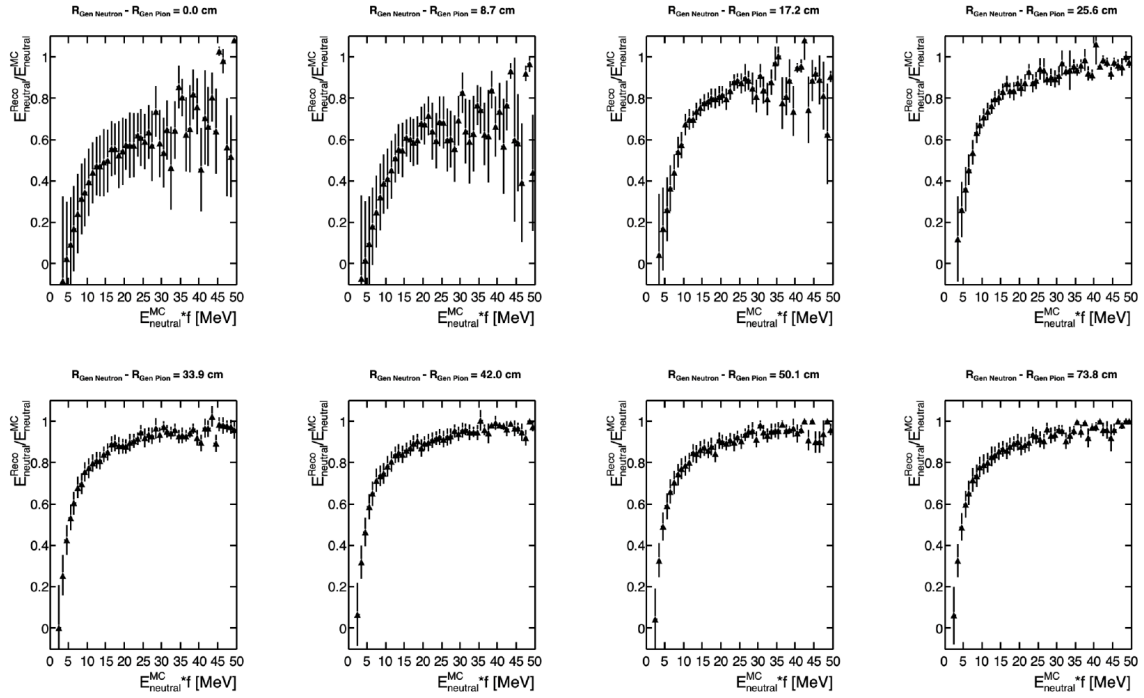 R_Gen Neutron - R_Gen Pion = 0.0 cm
R_Gen Neutron - R_Gen Pion = 8.7 cm
R_Gen Neutron - R_Gen Pion = 17.2 cm
R_Gen Neutron - R_Gen Pion = 25.6 cm
E^Reco_neutral/E^MC_neutral
1
0.8
0.6
0.4
0.2
0
0 5 10 15 20 25 30 35 40 45 50
E^MC_neutral*f [MeV]
E^Reco_neutral/E^MC_neutral
1
0.8
0.6
0.4
0.2
0
0 5 10 15 20 25 30 35 40 45 50
E^MC_neutral*f [MeV]
E^Reco_neutral/E^MC_neutral
1
0.8
0.6
0.4
0.2
0
0 5 10 15 20 25 30 35 40 45 50
E^MC_neutral*f [MeV]
E^Reco_neutral/E^MC_neutral
1
0.8
0.6
0.4
0.2
0
0 5 10 15 20 25 30 35 40 45 50
E^MC_neutral*f [MeV]
R_Gen Neutron - R_Gen Pion = 33.9 cm
R_Gen Neutron - R_Gen Pion = 42.0 cm
R_Gen Neutron - R_Gen Pion = 50.1 cm
R_Gen Neutron - R_Gen Pion = 73.8 cm
E^Reco_neutral/E^MC_neutral
1
0.8
0.6
0.4
0.2
0
0 5 10 15 20 25 30 35 40 45 50
E^MC_neutral*f [MeV]
E^Reco_neutral/E^MC_neutral
1
0.8
0.6
0.4
0.2
0
0 5 10 15 20 25 30 35 40 45 50
E^MC_neutral*f [MeV]
E^Reco_neutral/E^MC_neutral
1
0.8
0.6
0.4
0.2
0
0 5 10 15 20 25 30 35 40 45 50
E^MC_neutral*f [MeV]
E^Reco_neutral/E^MC_neutral
1
0.8
0.6
0.4
0.2
0
0 5 10 15 20 25 30 35 40 45 50
E^MC_neutral*f [MeV]